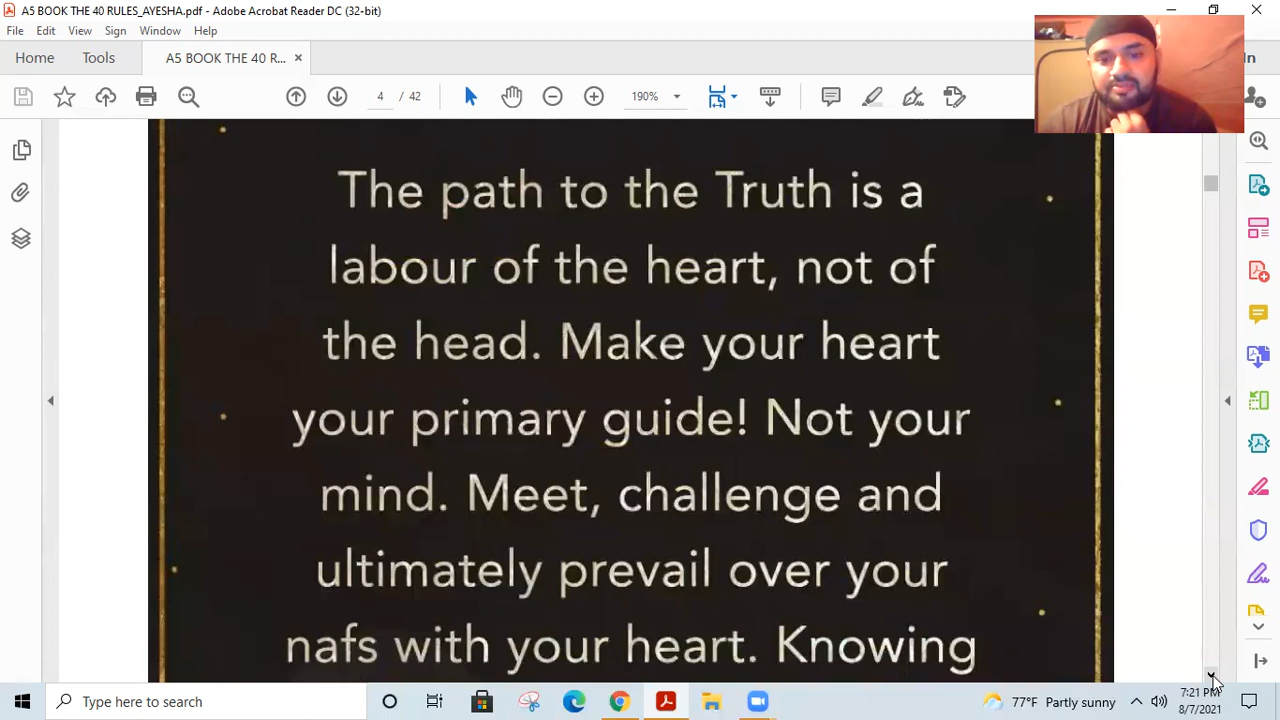 A5 BOOK THE 40 RULES_AYESHA.pdf - Adobe Acrobat Reader DC (32-bit)
File Edit View Sign Window Help
Home Tools A5 BOOK THE 40 R... ×
In
4 / 42 190%
The path to the Truth is a
labour of the heart, not of
the head. Make your heart
your primary guide! Not your
mind. Meet, challenge and
ultimately prevail over your
nafs with your heart. Knowing
Type here to search
77°F Partly sunny
7:21 PM
8/7/2021